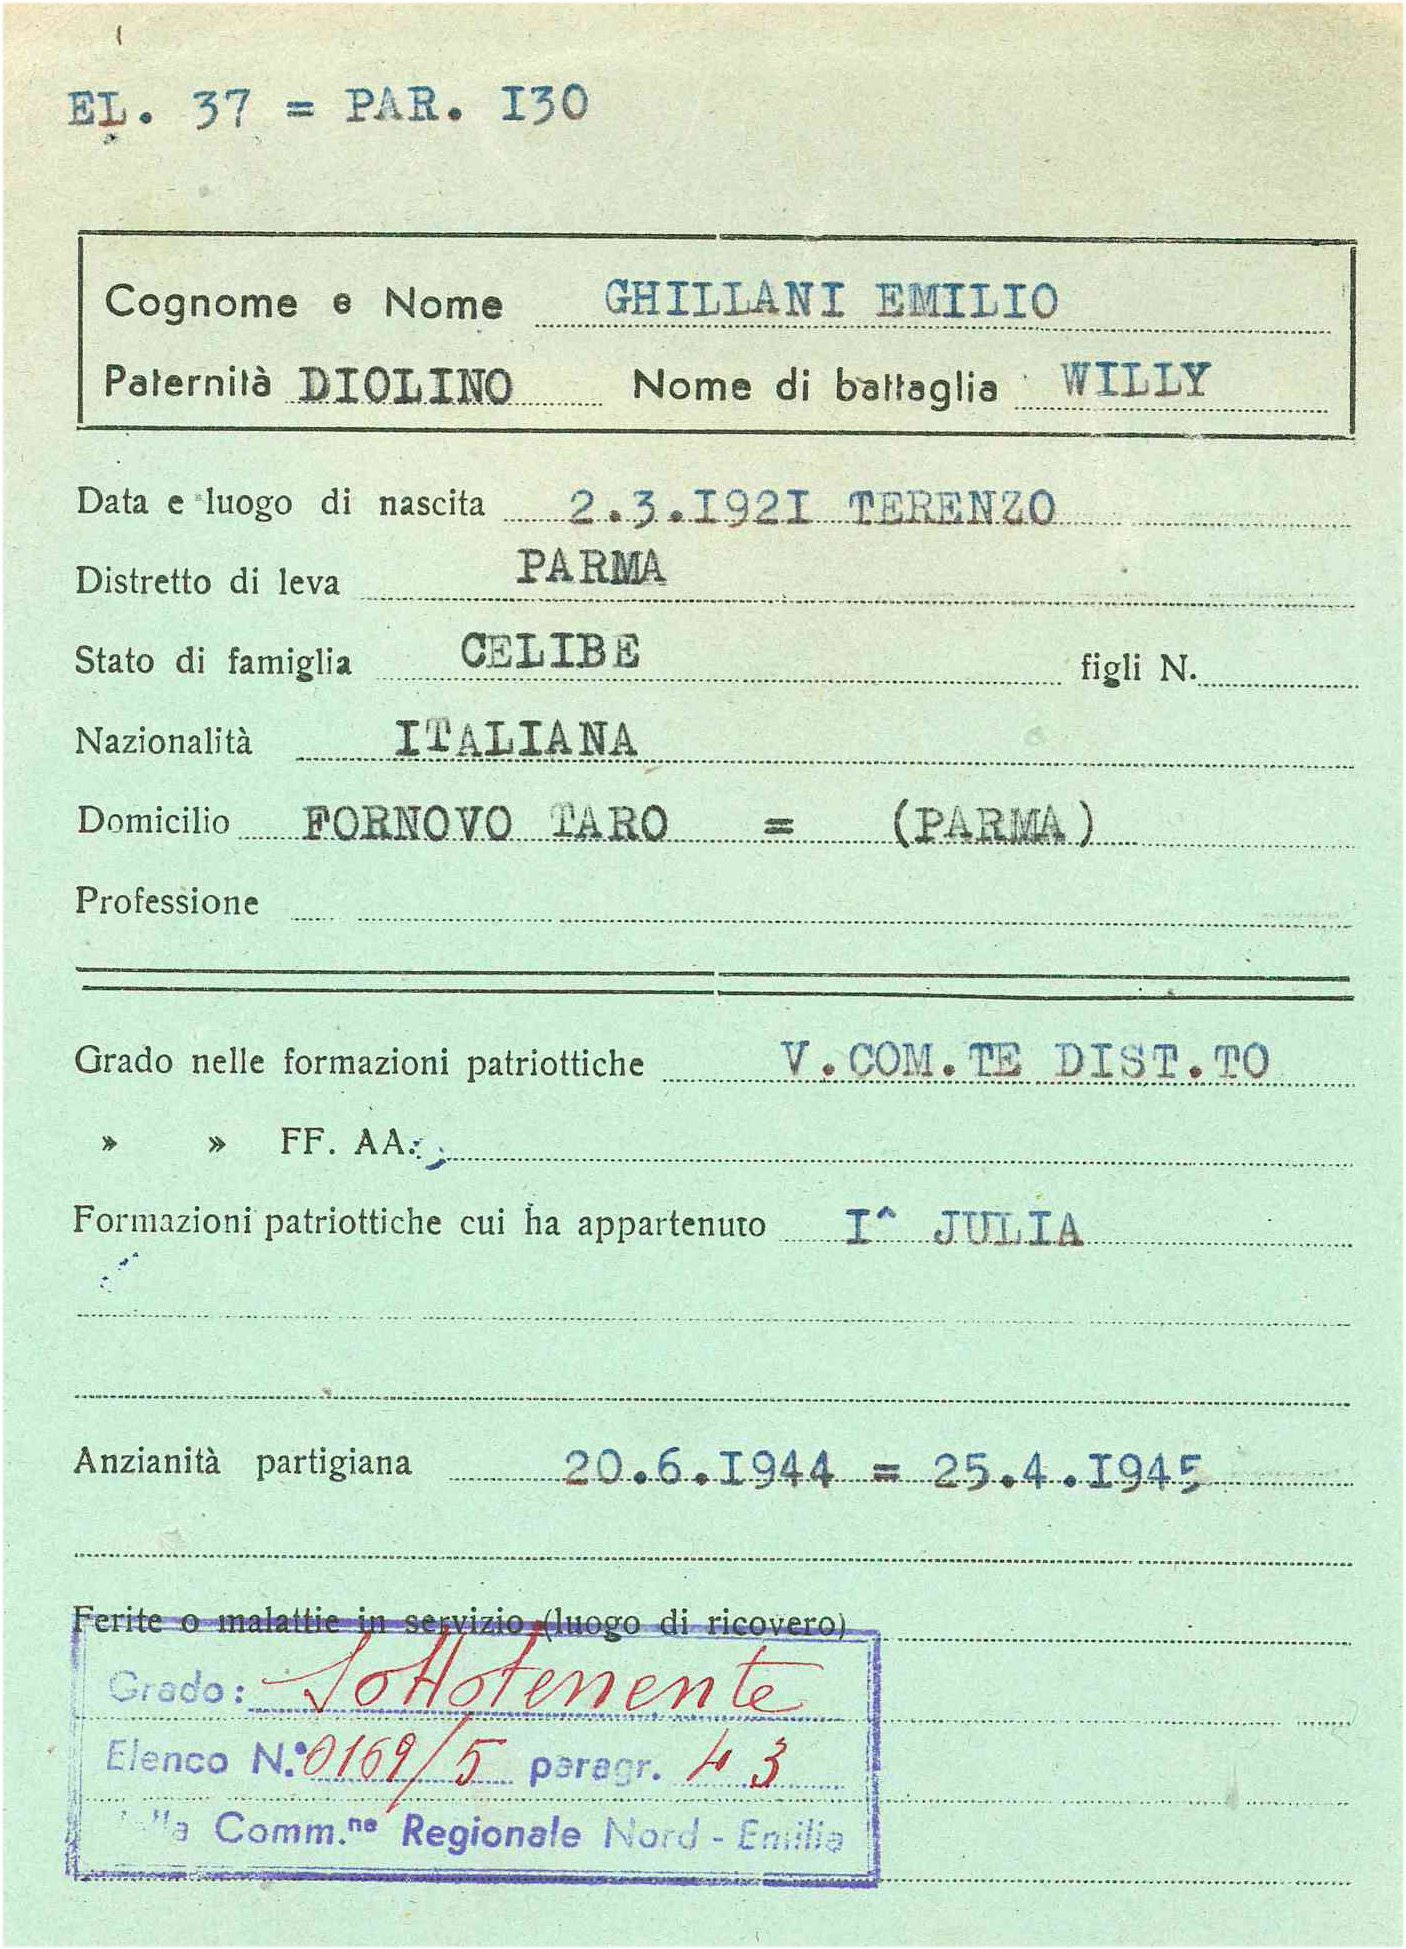 EL. 37 = PAR. I30
Cognome e Nome GHILLANI EMILIO
Paternità DIOLINO Nome di battaglia WILLY
Data e luogo di nascita 2.3.I92I TERENZO
Distretto di leva PARMA
Stato di famiglia CELIBE figli N.
Nazionalità ITALIANA
Domicilio FORNOVO TARO = (PARMA)
Professione
Grado nelle formazioni patriottiche V.COM.TE DIST.TO
» » FF. AA.
Formazioni patriottiche cui ha appartenuto I^ JULIA
Anzianità partigiana 20.6.I944 = 25.4.I945
Ferite o malattie in servizio (luogo di ricovero)
Grado: Sottotenente
Elenco N.° 0169/5 paragr. 43
Comm.ne Regionale Nord - Emilia